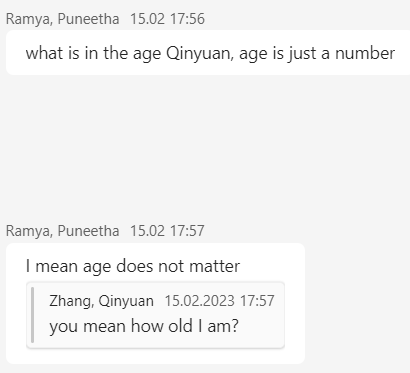 Ramya, Puneetha 15.02 17:56
what is in the age Qinyuan, age is just a number
Ramya, Puneetha 15.02 17:57
I mean age does not matter
Zhang, Qinyuan 15.02.2023 17:57
you mean how old I am?